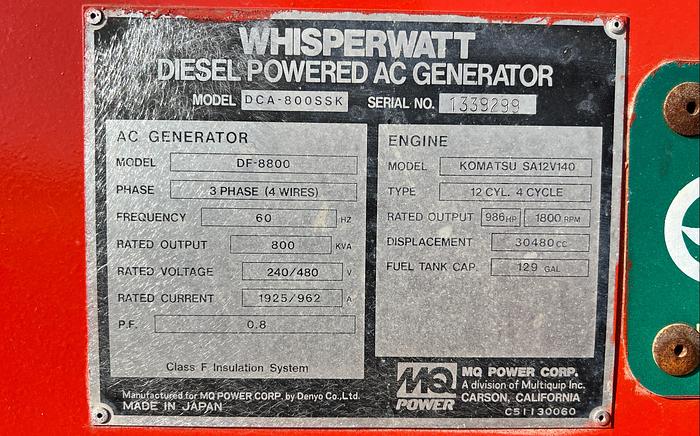 WHISPERWATT
DIESEL POWERED AC GENERATOR
MODEL DCA-800SSK SERIAL NO. 1339299
AC GENERATOR
MODEL DF-8800
PHASE 3 PHASE (4 WIRES)
FREQUENCY 60 HZ
RATED OUTPUT 800 KVA
RATED VOLTAGE 240/480 V
RATED CURRENT 1925/962 A
P.F. 0.8
Class F Insulation System
ENGINE
MODEL KOMATSU SA12V140
TYPE 12 CYL. 4 CYCLE
RATED OUTPUT 986 HP 1800 RPM
DISPLACEMENT 30480 CC
FUEL TANK CAP. 129 GAL
Manufactured for MQ POWER CORP. by Denyo Co., Ltd.
MADE IN JAPAN
MQ
POWER
MQ POWER CORP.
A division of Multiquip Inc.
CARSON, CALIFORNIA
C51130060